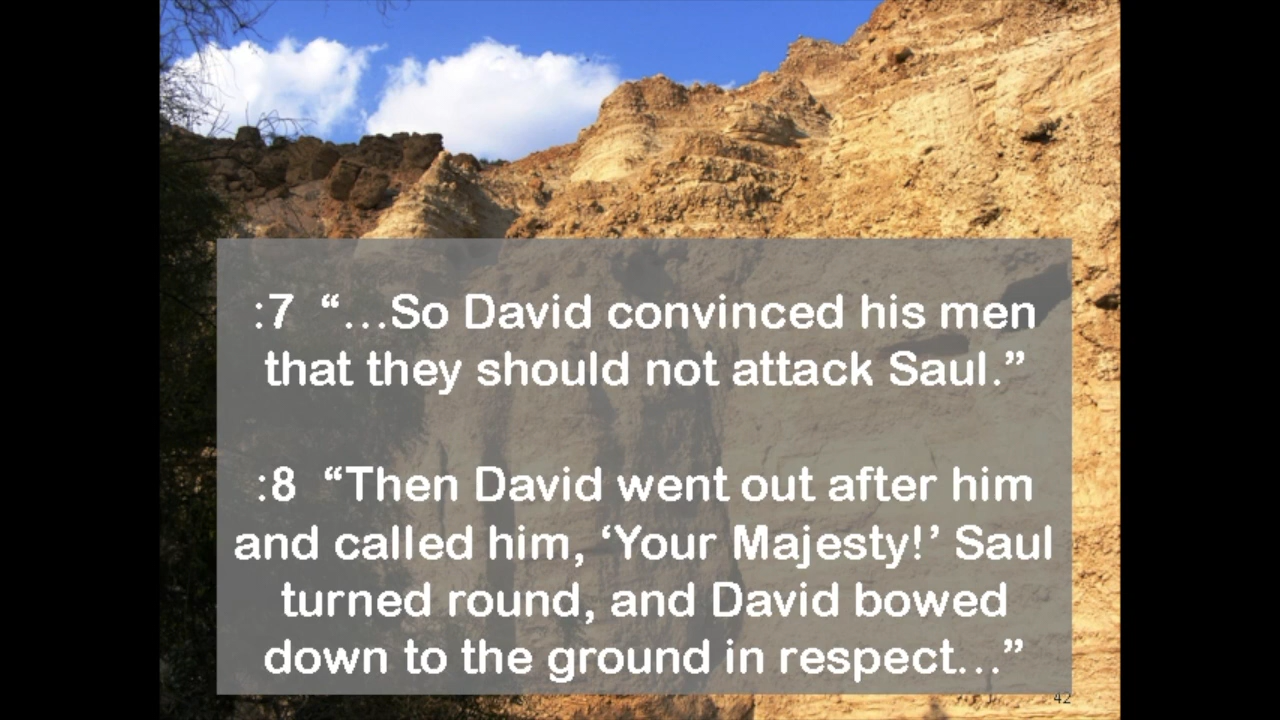 :7 “…So David convinced his men
that they should not attack Saul.”
:8 “Then David went out after him
and called him, ‘Your Majesty!’ Saul
turned round, and David bowed
down to the ground in respect…”
42